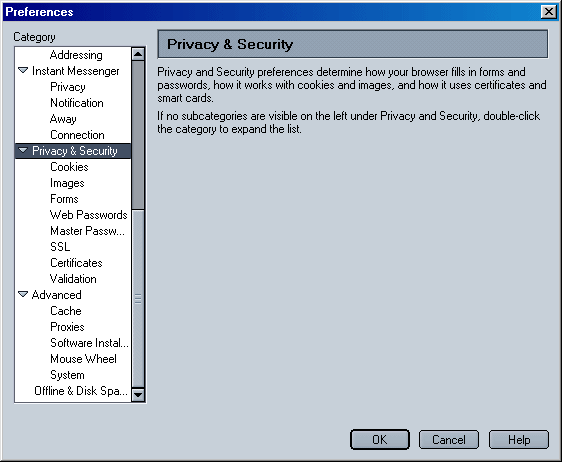 Preferences
Category
Addressing
Instant Messenger
Privacy
Notification
Away
Connection
Privacy & Security
Cookies
Images
Forms
Web Passwords
Master Passw...
SSL
Certificates
Validation
Advanced
Cache
Proxies
Software Instal...
Mouse Wheel
System
Offline & Disk Spa...
Privacy & Security
Privacy and Security preferences determine how your browser fills in forms and
passwords, how it works with cookies and images, and how it uses certificates and
smart cards.
If no subcategories are visible on the left under Privacy and Security, double-click
the category to expand the list.
OK
Cancel
Help